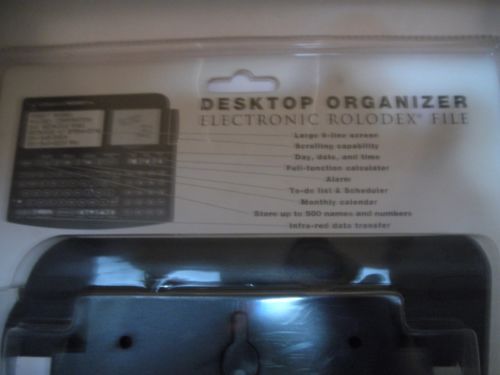 DESKTOP ORGANIZER
ELECTRONIC ROLODEX® FILE
Large 9-line screen
Scrolling capability
Day, date, and time
Full-function calculator
Alarm
To-do list & Scheduler
Monthly calendar
Store up to 500 names and numbers
Infra-red data transfer